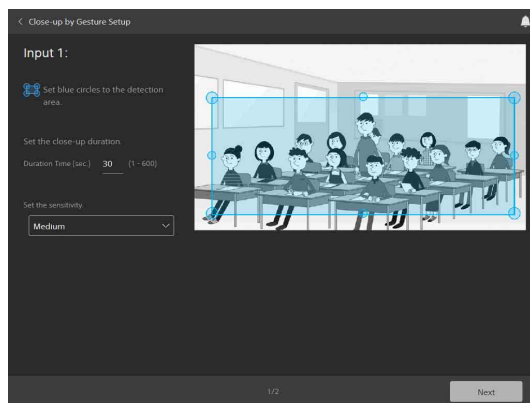 Close-up by Gesture Setup
Input 1:
Set blue circles to the detection
area.
Set the close-up duration.
Duration Time (sec.) 30 (1 - 600)
Set the sensitivity.
Medium
1/2
Next